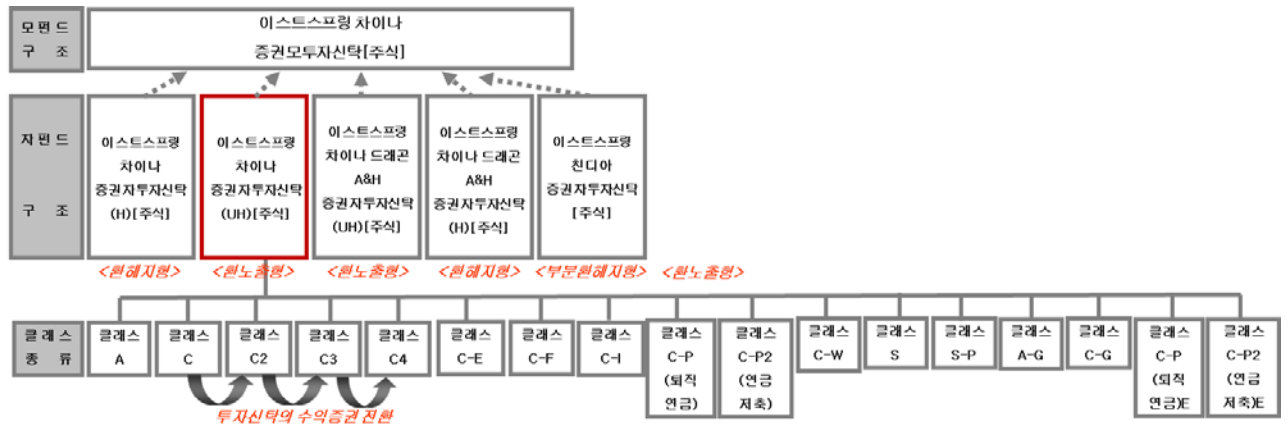 모펀드
구 조
이스트스프링 차이나
증권모투자신탁[주식]
자펀드
구 조
이스트스프링
차이나
증권자투자신탁
(H)[주식]
이스트스프링
차이나
증권자투자신탁
(UH)[주식]
이스트스프링
차이나 드래곤
A&H
증권자투자신탁
(UH)[주식]
이스트스프링
차이나 드래곤
A&H
증권자투자신탁
(H)[주식]
이스트스프링
친디아
증권자투자신탁
[주식]
<환헤지형>
<환노출형>
<환노출형>
<환헤지형>
<부분환헤지형>
<환노출형>
클래스
종 류
클래스
A
클래스
C
클래스
C2
클래스
C3
클래스
C4
클래스
C-E
클래스
C-F
클래스
C-I
클래스
C-P
(퇴직
연금)
클래스
C-P2
(연금
저축)
클래스
C-W
클래스
S
클래스
S-P
클래스
A-G
클래스
C-G
클래스
C-P
(퇴직
연금)E
클래스
C-P2
(연금
저축)E
투자신탁의 수익증권 전환